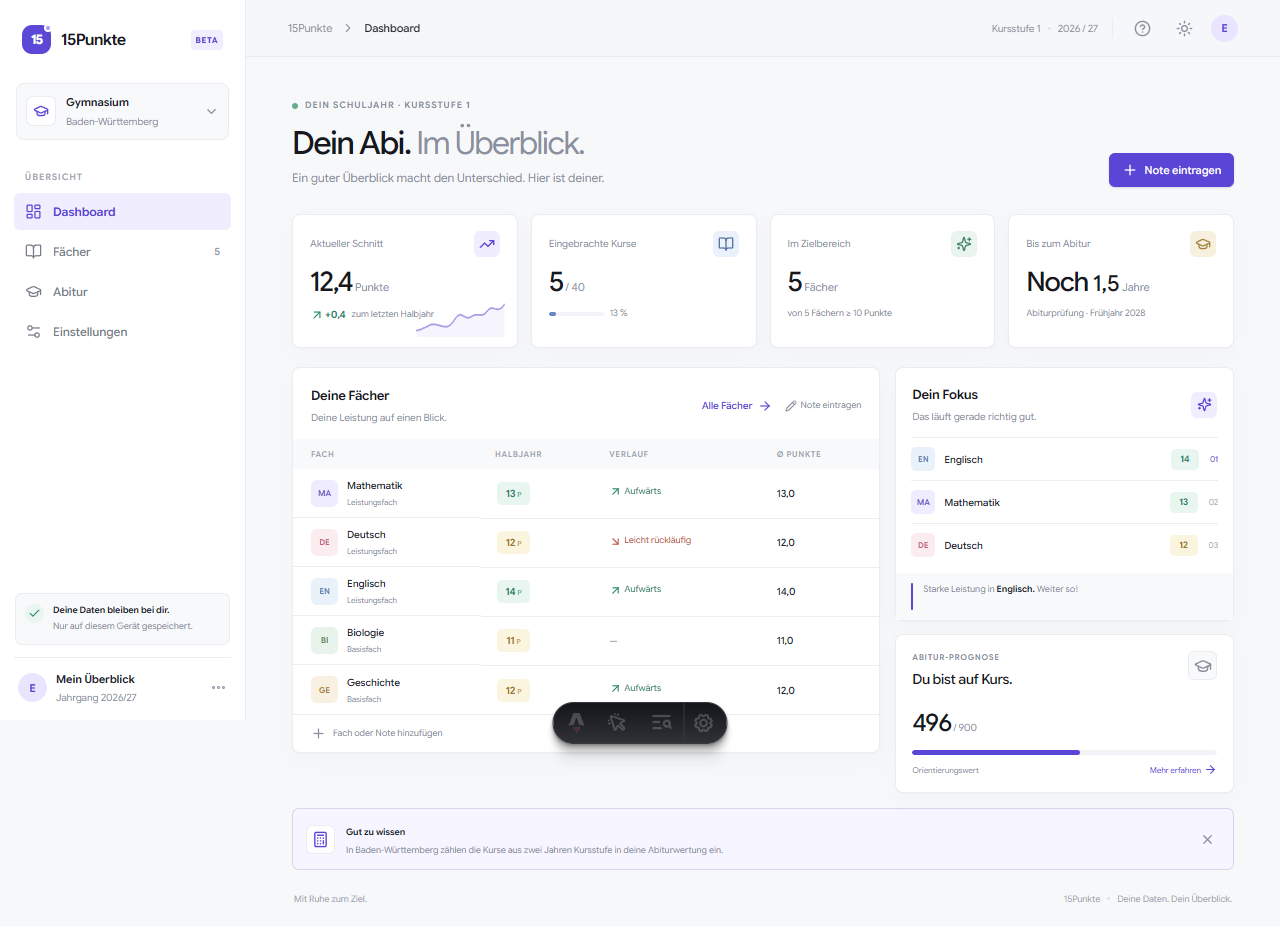 15 15Punkte BETA
Gymnasium
Baden-Württemberg
ÜBERSICHT
Dashboard
Fächer 5
Abitur
Einstellungen
Deine Daten bleiben bei dir.
Nur auf diesem Gerät gespeichert.
E Mein Überblick
Jahrgang 2026/27
15Punkte > Dashboard
Kursstufe 1 · 2026 / 27
E
DEIN SCHULJAHR · KURSSTUFE 1
Dein Abi. Im Überblick.
Ein guter Überblick macht den Unterschied. Hier ist deiner.
Note eintragen
Aktueller Schnitt
12,4 Punkte
+0,4 zum letzten Halbjahr
Eingebrachte Kurse
5 / 40
13 %
Im Zielbereich
5 Fächer
von 5 Fächern ≥ 10 Punkte
Bis zum Abitur
Noch 1,5 Jahre
Abiturprüfung · Frühjahr 2028
Deine Fächer
Deine Leistung auf einen Blick.
Alle Fächer → Note eintragen
FACH HALBJAHR VERLAUF Ø PUNKTE
MA Mathematik
Leistungsfach
13 P Aufwärts 13,0
DE Deutsch
Leistungsfach
12 P Leicht rückläufig 12,0
EN Englisch
Leistungsfach
14 P Aufwärts 14,0
BI Biologie
Basisfach
11 P – 11,0
GE Geschichte
Basisfach
12 P Aufwärts 12,0
Fach oder Note hinzufügen
Dein Fokus
Das läuft gerade richtig gut.
EN Englisch 14 01
MA Mathematik 13 02
DE Deutsch 12 03
Starke Leistung in Englisch. Weiter so!
ABITUR-PROGNOSE
Du bist auf Kurs.
496 / 900
Orientierungswert Mehr erfahren →
Gut zu wissen
In Baden-Württemberg zählen die Kurse aus zwei Jahren Kursstufe in deine Abiturwertung ein.
Mit Ruhe zum Ziel.
15Punkte · Deine Daten. Dein Überblick.